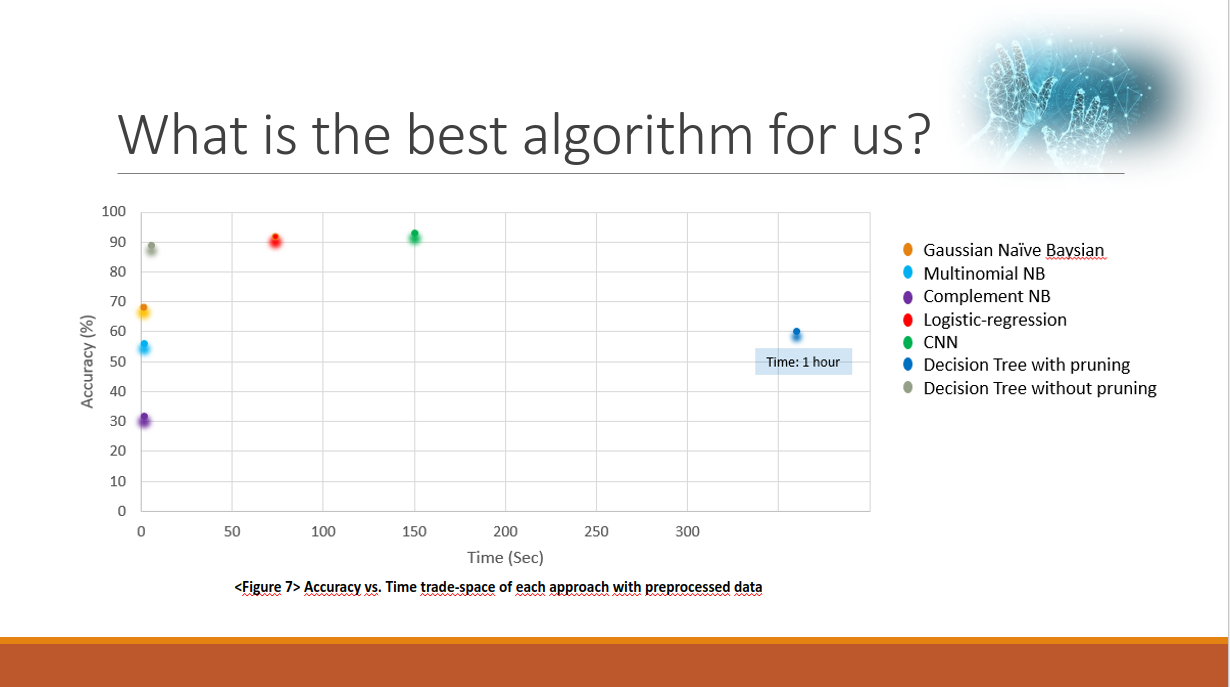 What is the best algorithm for us?
100
90
80
70
60
50
40
30
20
10
0
Accuracy (%)
0 50 100 150 200 250 300
Time (Sec)
Time: 1 hour
Gaussian Naïve Baysian
Multinomial NB
Complement NB
Logistic-regression
CNN
Decision Tree with pruning
Decision Tree without pruning
<Figure 7> Accuracy vs. Time trade-space of each approach with preprocessed data